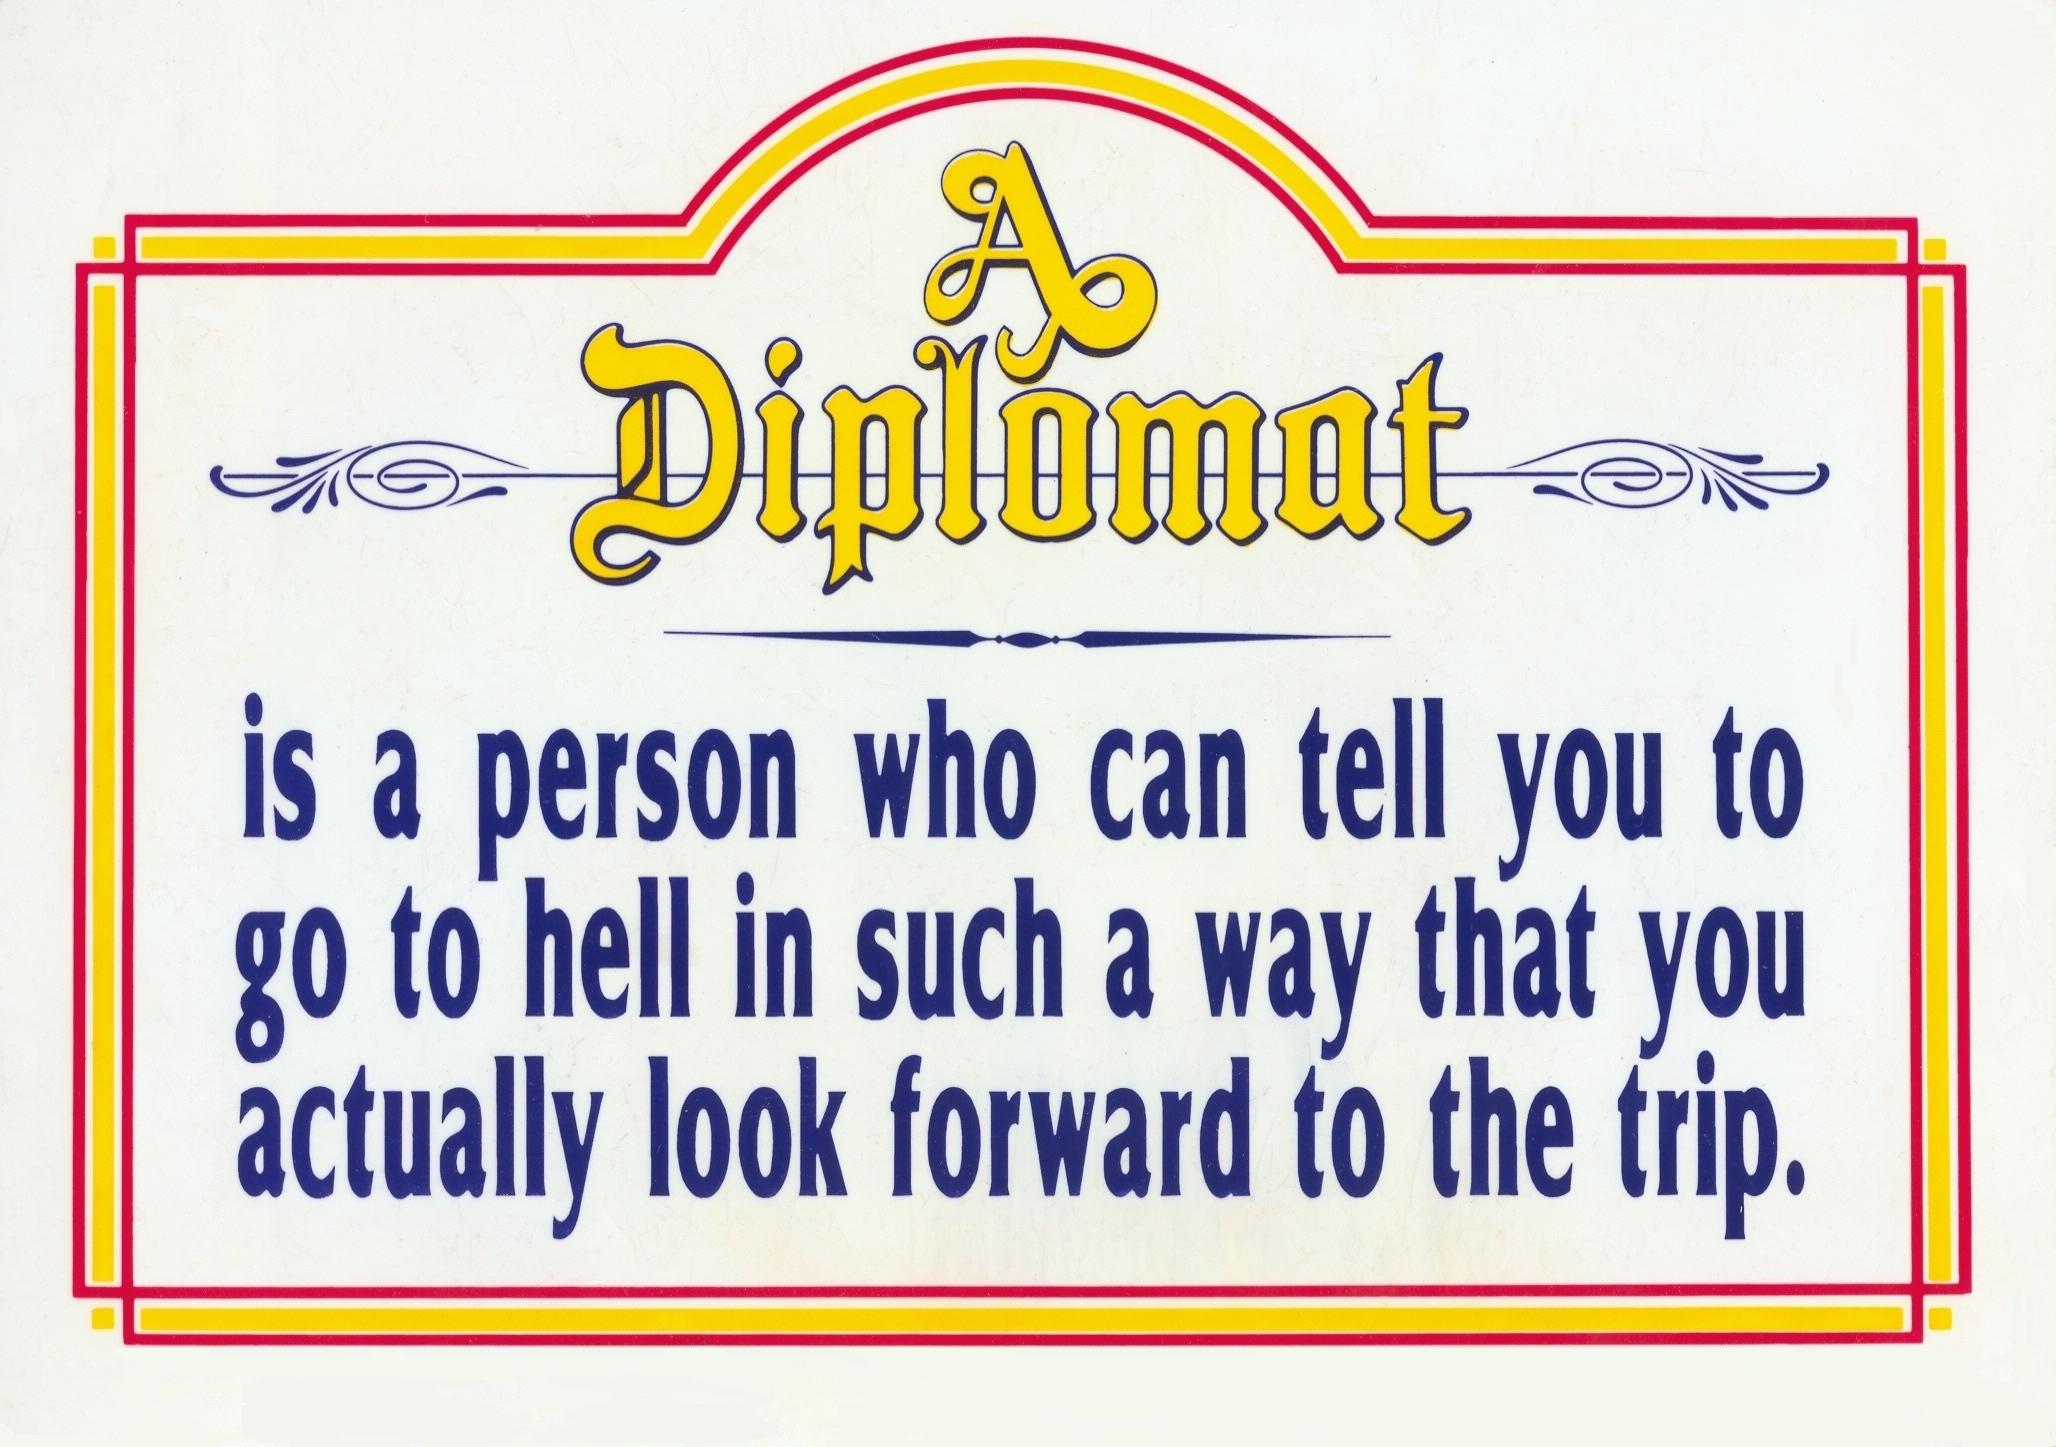 A
Diplomat
is a person who can tell you to
go to hell in such a way that you
actually look forward to the trip.